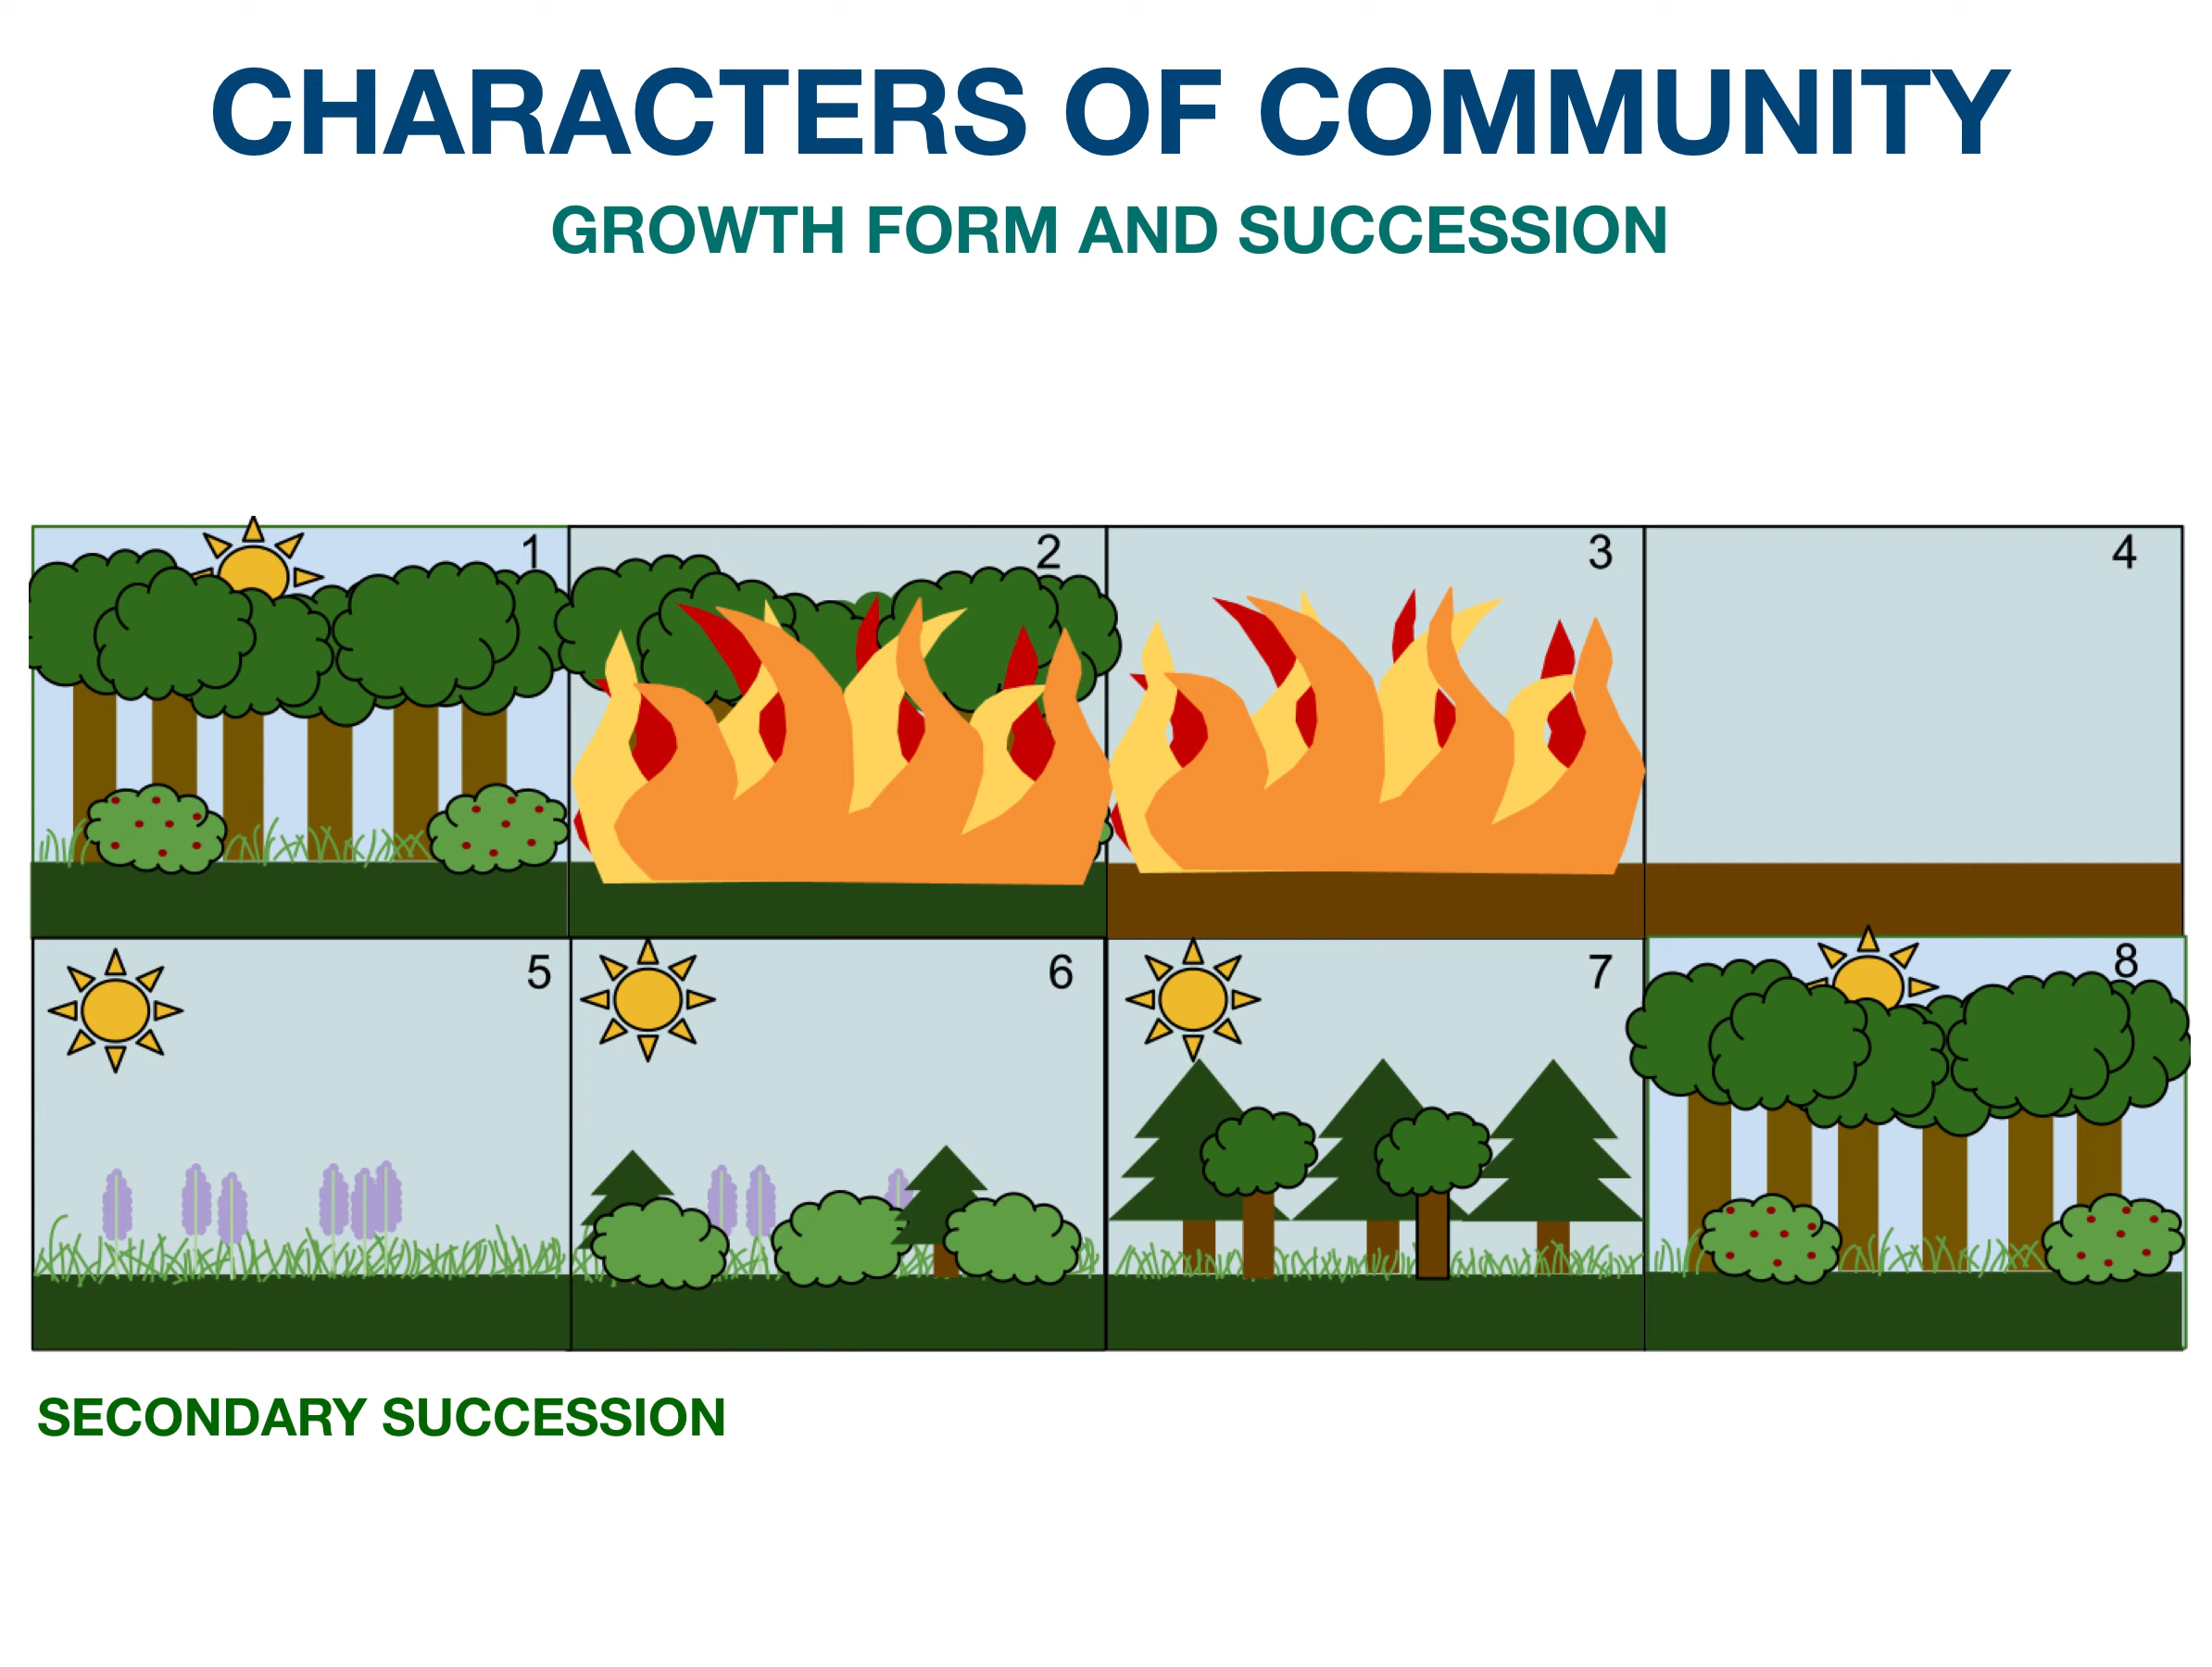 CHARACTERS OF COMMUNITY
GROWTH FORM AND SUCCESSION
1
2
3
4
5
6
7
8
SECONDARY SUCCESSION